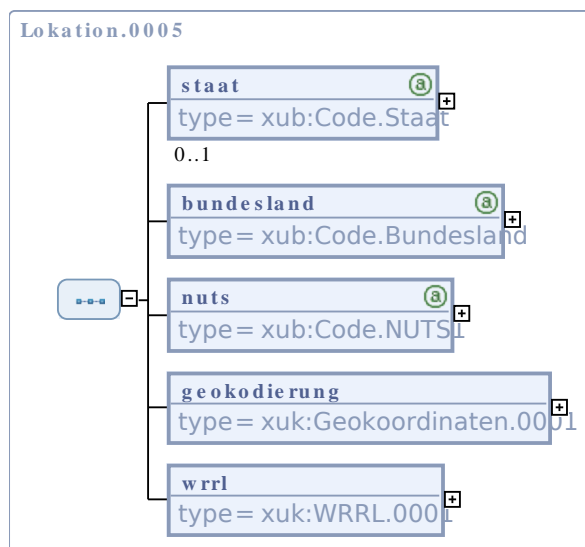 Lokation.0005
staat
type= xub:Code.Staat
0..1
bundesland
type= xub:Code.Bundesland
nuts
type= xub:Code.NUTS1
geokodierung
type= xuk:Geokoordinaten.0001
wrrl
type= xuk:WRRL.0001